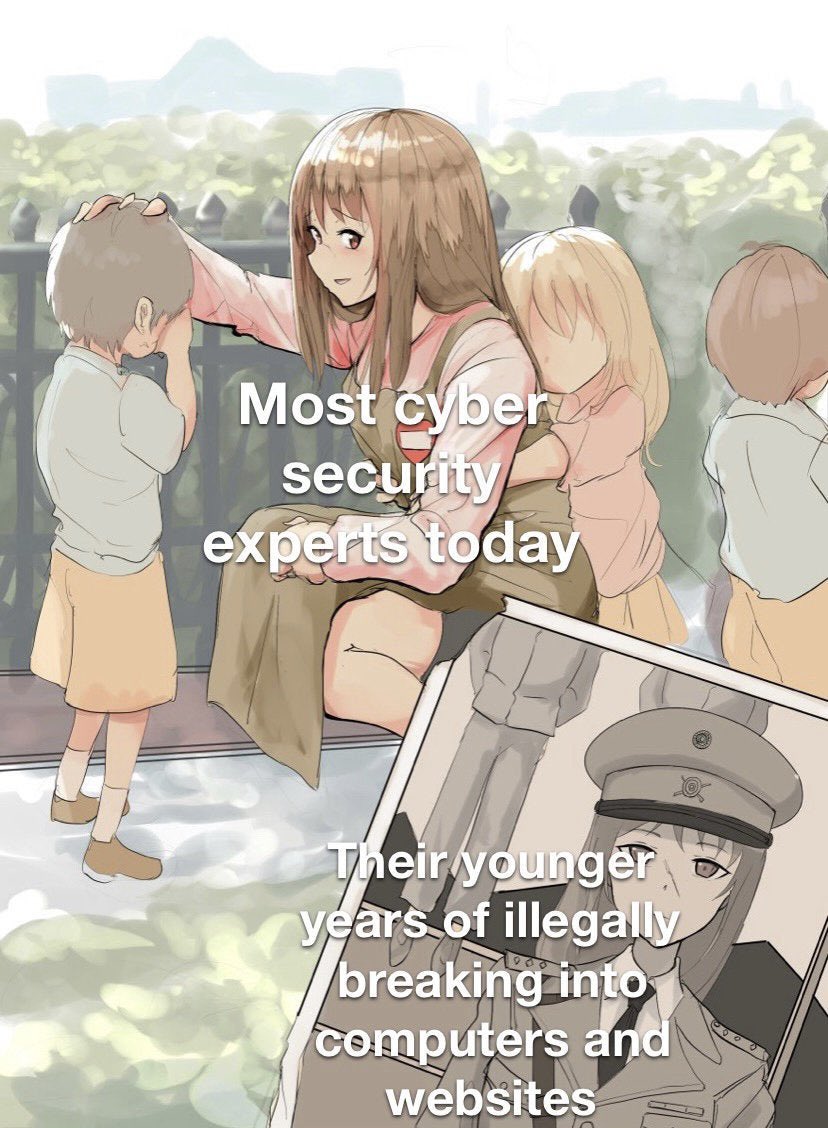 Most cyber
security
experts today
Their younger
years of illegally
breaking into
computers and
websites